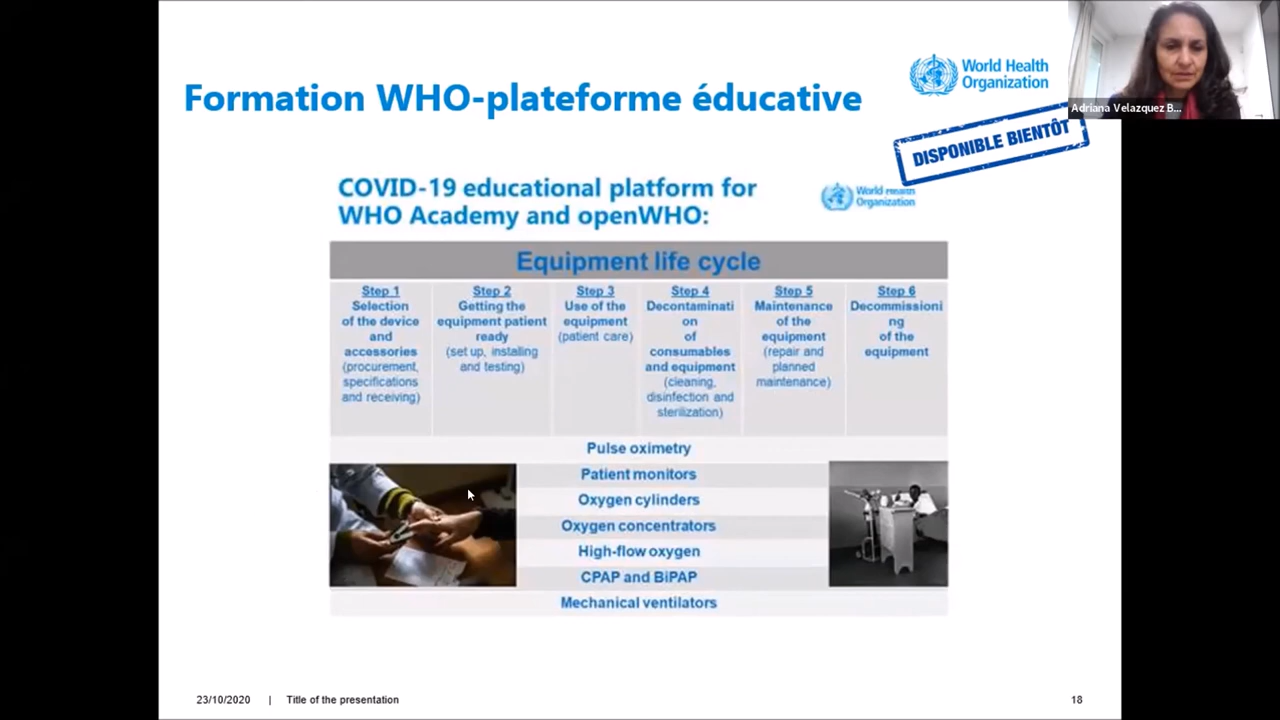 Formation WHO-plateforme éducative
World Health
Organization
Adriana Velazquez B...
DISPONIBLE BIENTÔT
COVID-19 educational platform for
WHO Academy and openWHO:
World Health
Organization
Equipment life cycle
Step 1
Selection
of the device
and
accessories
(procurement,
specifications
and receiving)
Step 2
Getting the
equipment patient
ready
(set up, installing
and testing)
Step 3
Use of the
equipment
(patient care)
Step 4
Decontaminati
on
of
consumables
and equipment
(cleaning,
disinfection and
sterilization)
Step 5
Maintenance
of the
equipment
(repair and
planned
maintenance)
Step 6
Decommissioni
ng
of the
equipment
Pulse oximetry
Patient monitors
Oxygen cylinders
Oxygen concentrators
High-flow oxygen
CPAP and BiPAP
Mechanical ventilators
23/10/2020 | Title of the presentation
18